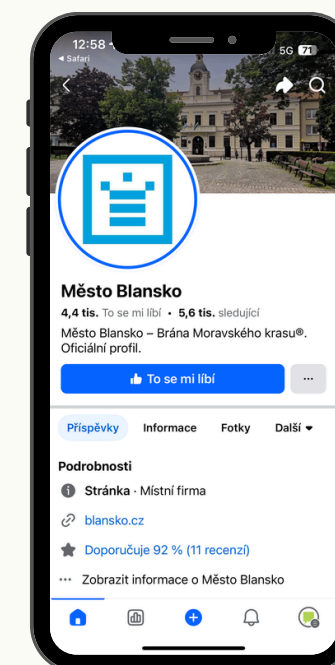 12:58
5G 71
◂ Safari
Město Blansko
4,4 tis. To se mi líbí • 5,6 tis. sledující
Město Blansko – Brána Moravského krasu®.
Oficiální profil.
To se mi líbí
Příspěvky Informace Fotky Další
Podrobnosti
Stránka · Místní firma
blansko.cz
Doporučuje 92 % (11 recenzí)
Zobrazit informace o Město Blansko